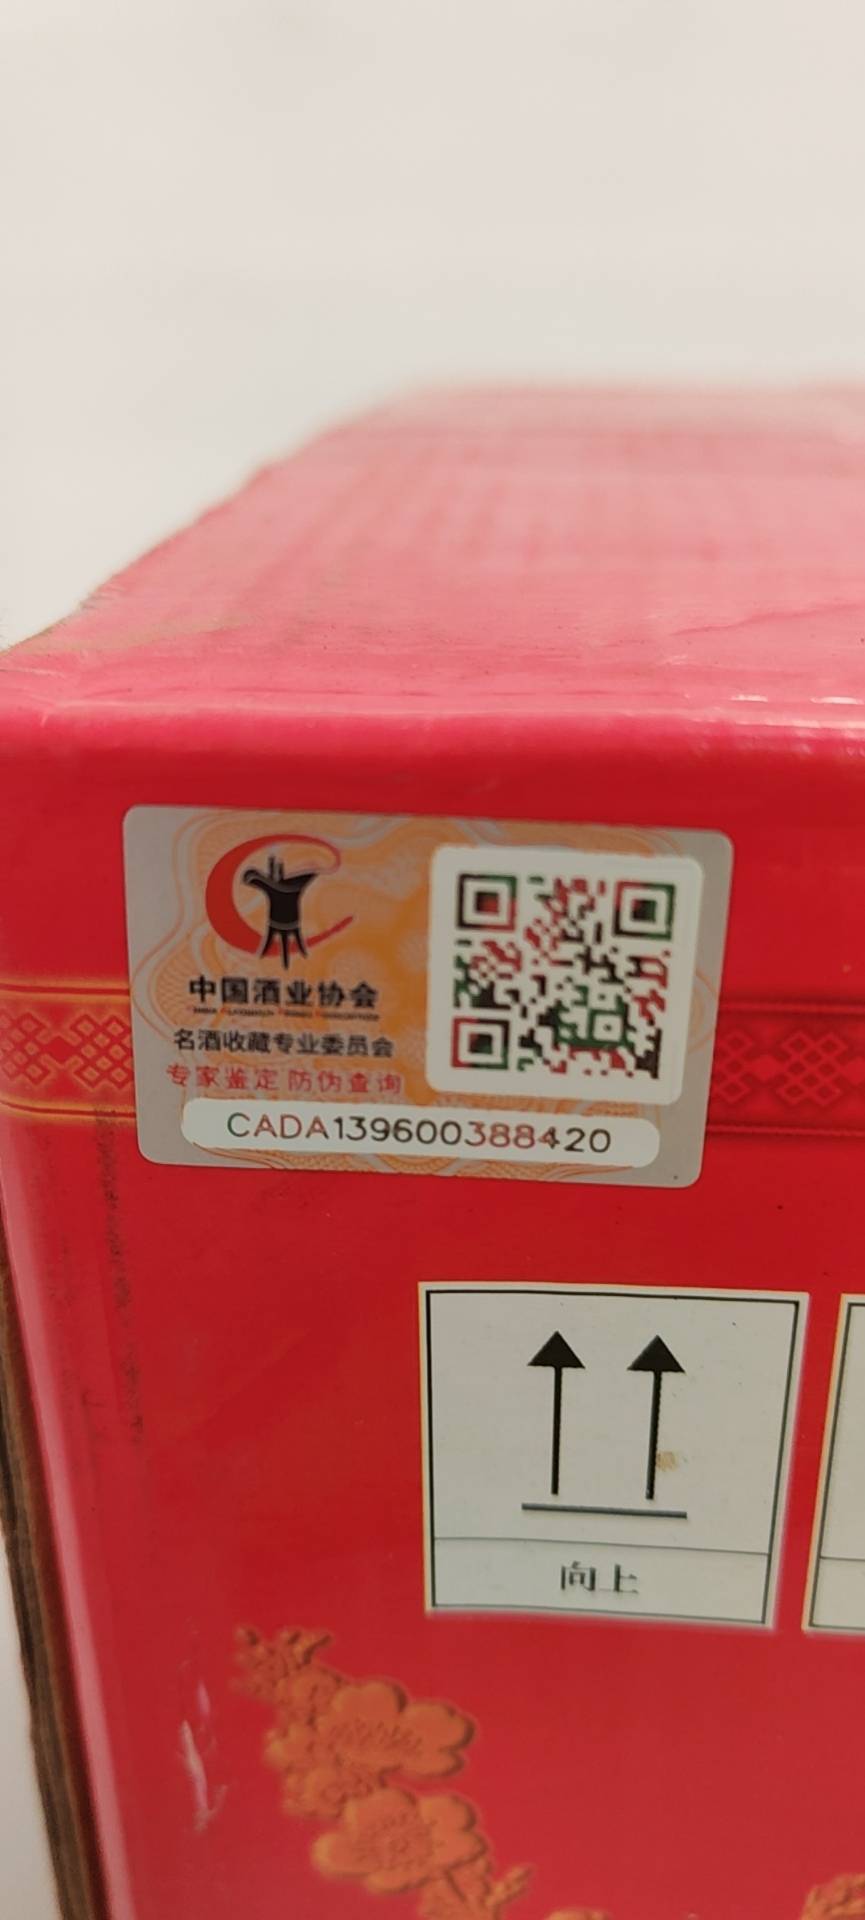 中国酒业协会
名酒收藏专业委员会
专家鉴定 防伪查询
CADA139600388420
向上